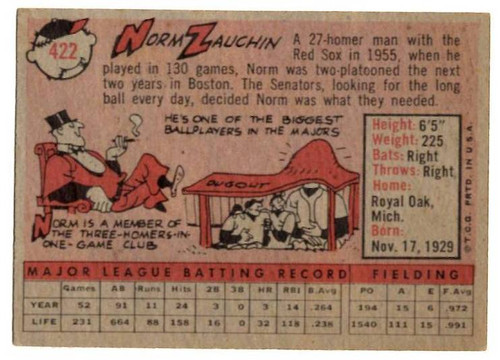 422
NORM ZAUCHIN
A 27-homer man with the
Red Sox in 1955, when he
played in 130 games, Norm was two-platooned the next
two years in Boston. The Senators, looking for the long
ball every day, decided Norm was what they needed.
HE'S ONE OF THE BIGGEST
BALLPLAYERS IN THE MAJORS
DUGOUT
NORM IS A MEMBER OF
THE THREE-HOMERS-IN-
ONE-GAME CLUB
Height: 6'5"
Weight: 225
Bats: Right
Throws: Right
Home:
Royal Oak,
Mich.
Born:
Nov. 17, 1929
© T.C.G. PRTD. IN U.S.A.
MAJOR LEAGUE BATTING RECORD FIELDING
Games AB Runs Hits 2B 3B HR RBI B.Avg PO A E F.Avg
YEAR 52 91 11 24 3 0 3 14 .264 194 15 6 .972
LIFE 231 664 88 158 16 0 32 118 .238 1540 111 15 .991